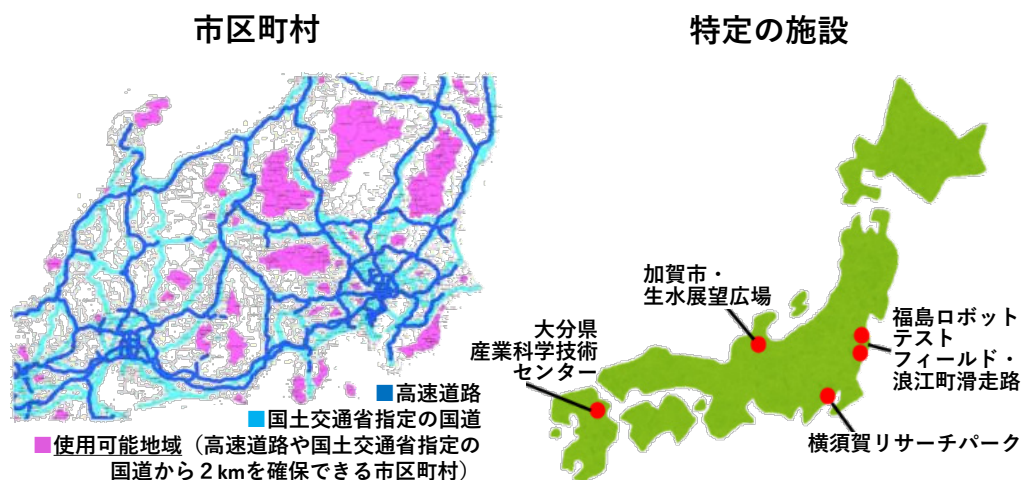 市区町村
高速道路
国土交通省指定の国道
使用可能地域（高速道路や国土交通省指定の
国道から２kmを確保できる市区町村）
特定の施設
加賀市・
生水展望広場
大分県
産業科学技術
センター
福島ロボット
テスト
フィールド・
浪江町滑走路
横須賀リサーチパーク